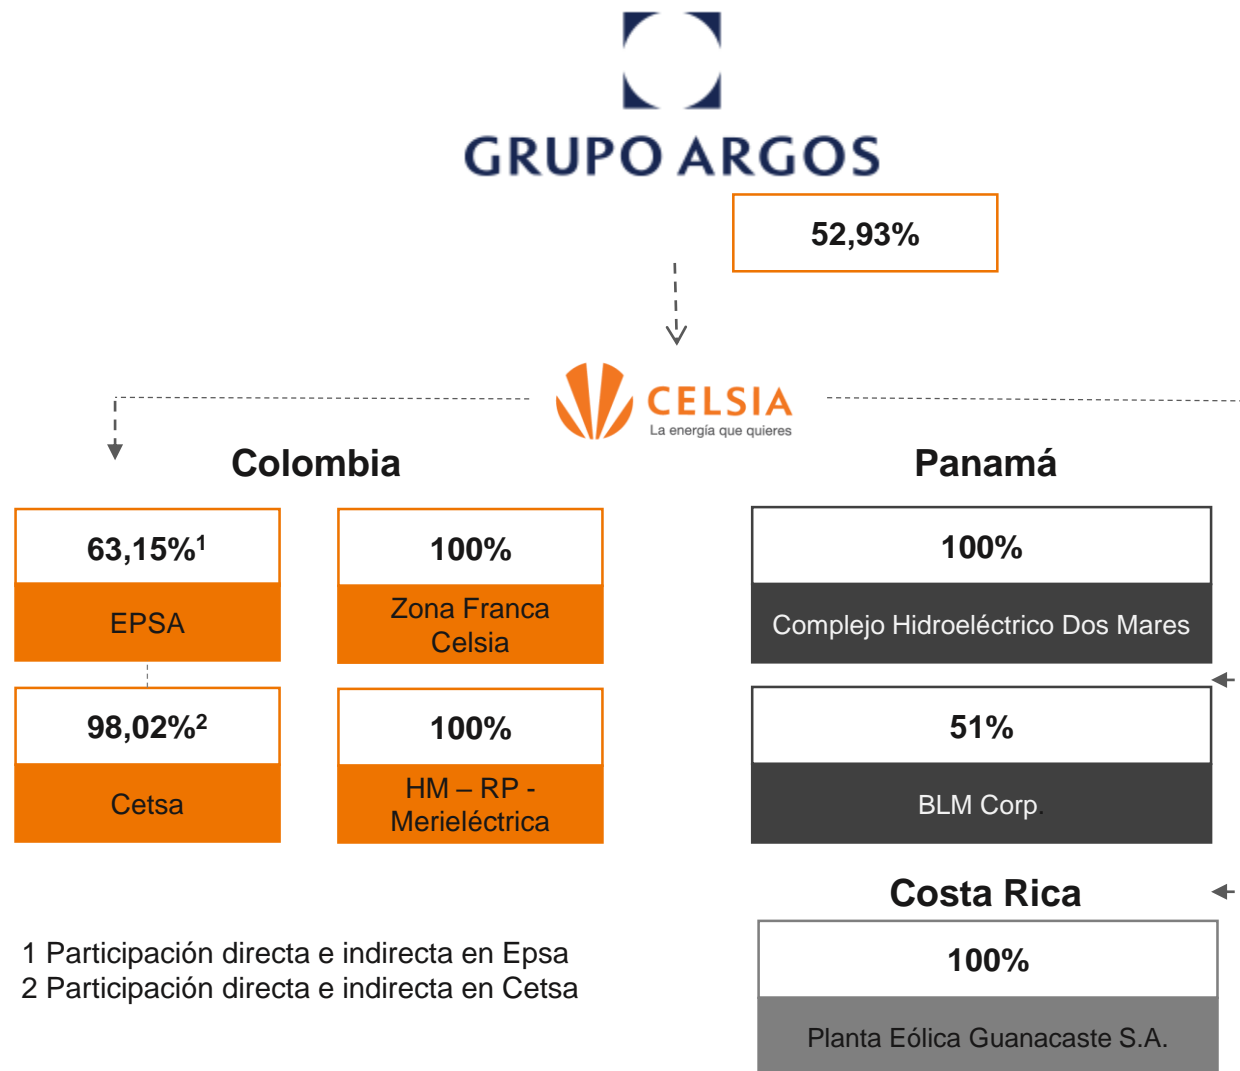 GRUPO ARGOS
52,93%
CELSIA
La energía que quieres
Colombia
63,15%1
EPSA
100%
Zona Franca
Celsia
98,02%2
Cetsa
100%
HM – RP -
Merieléctrica
Panamá
100%
Complejo Hidroeléctrico Dos Mares
51%
BLM Corp.
Costa Rica
100%
Planta Eólica Guanacaste S.A.
1 Participación directa e indirecta en Epsa
2 Participación directa e indirecta en Cetsa